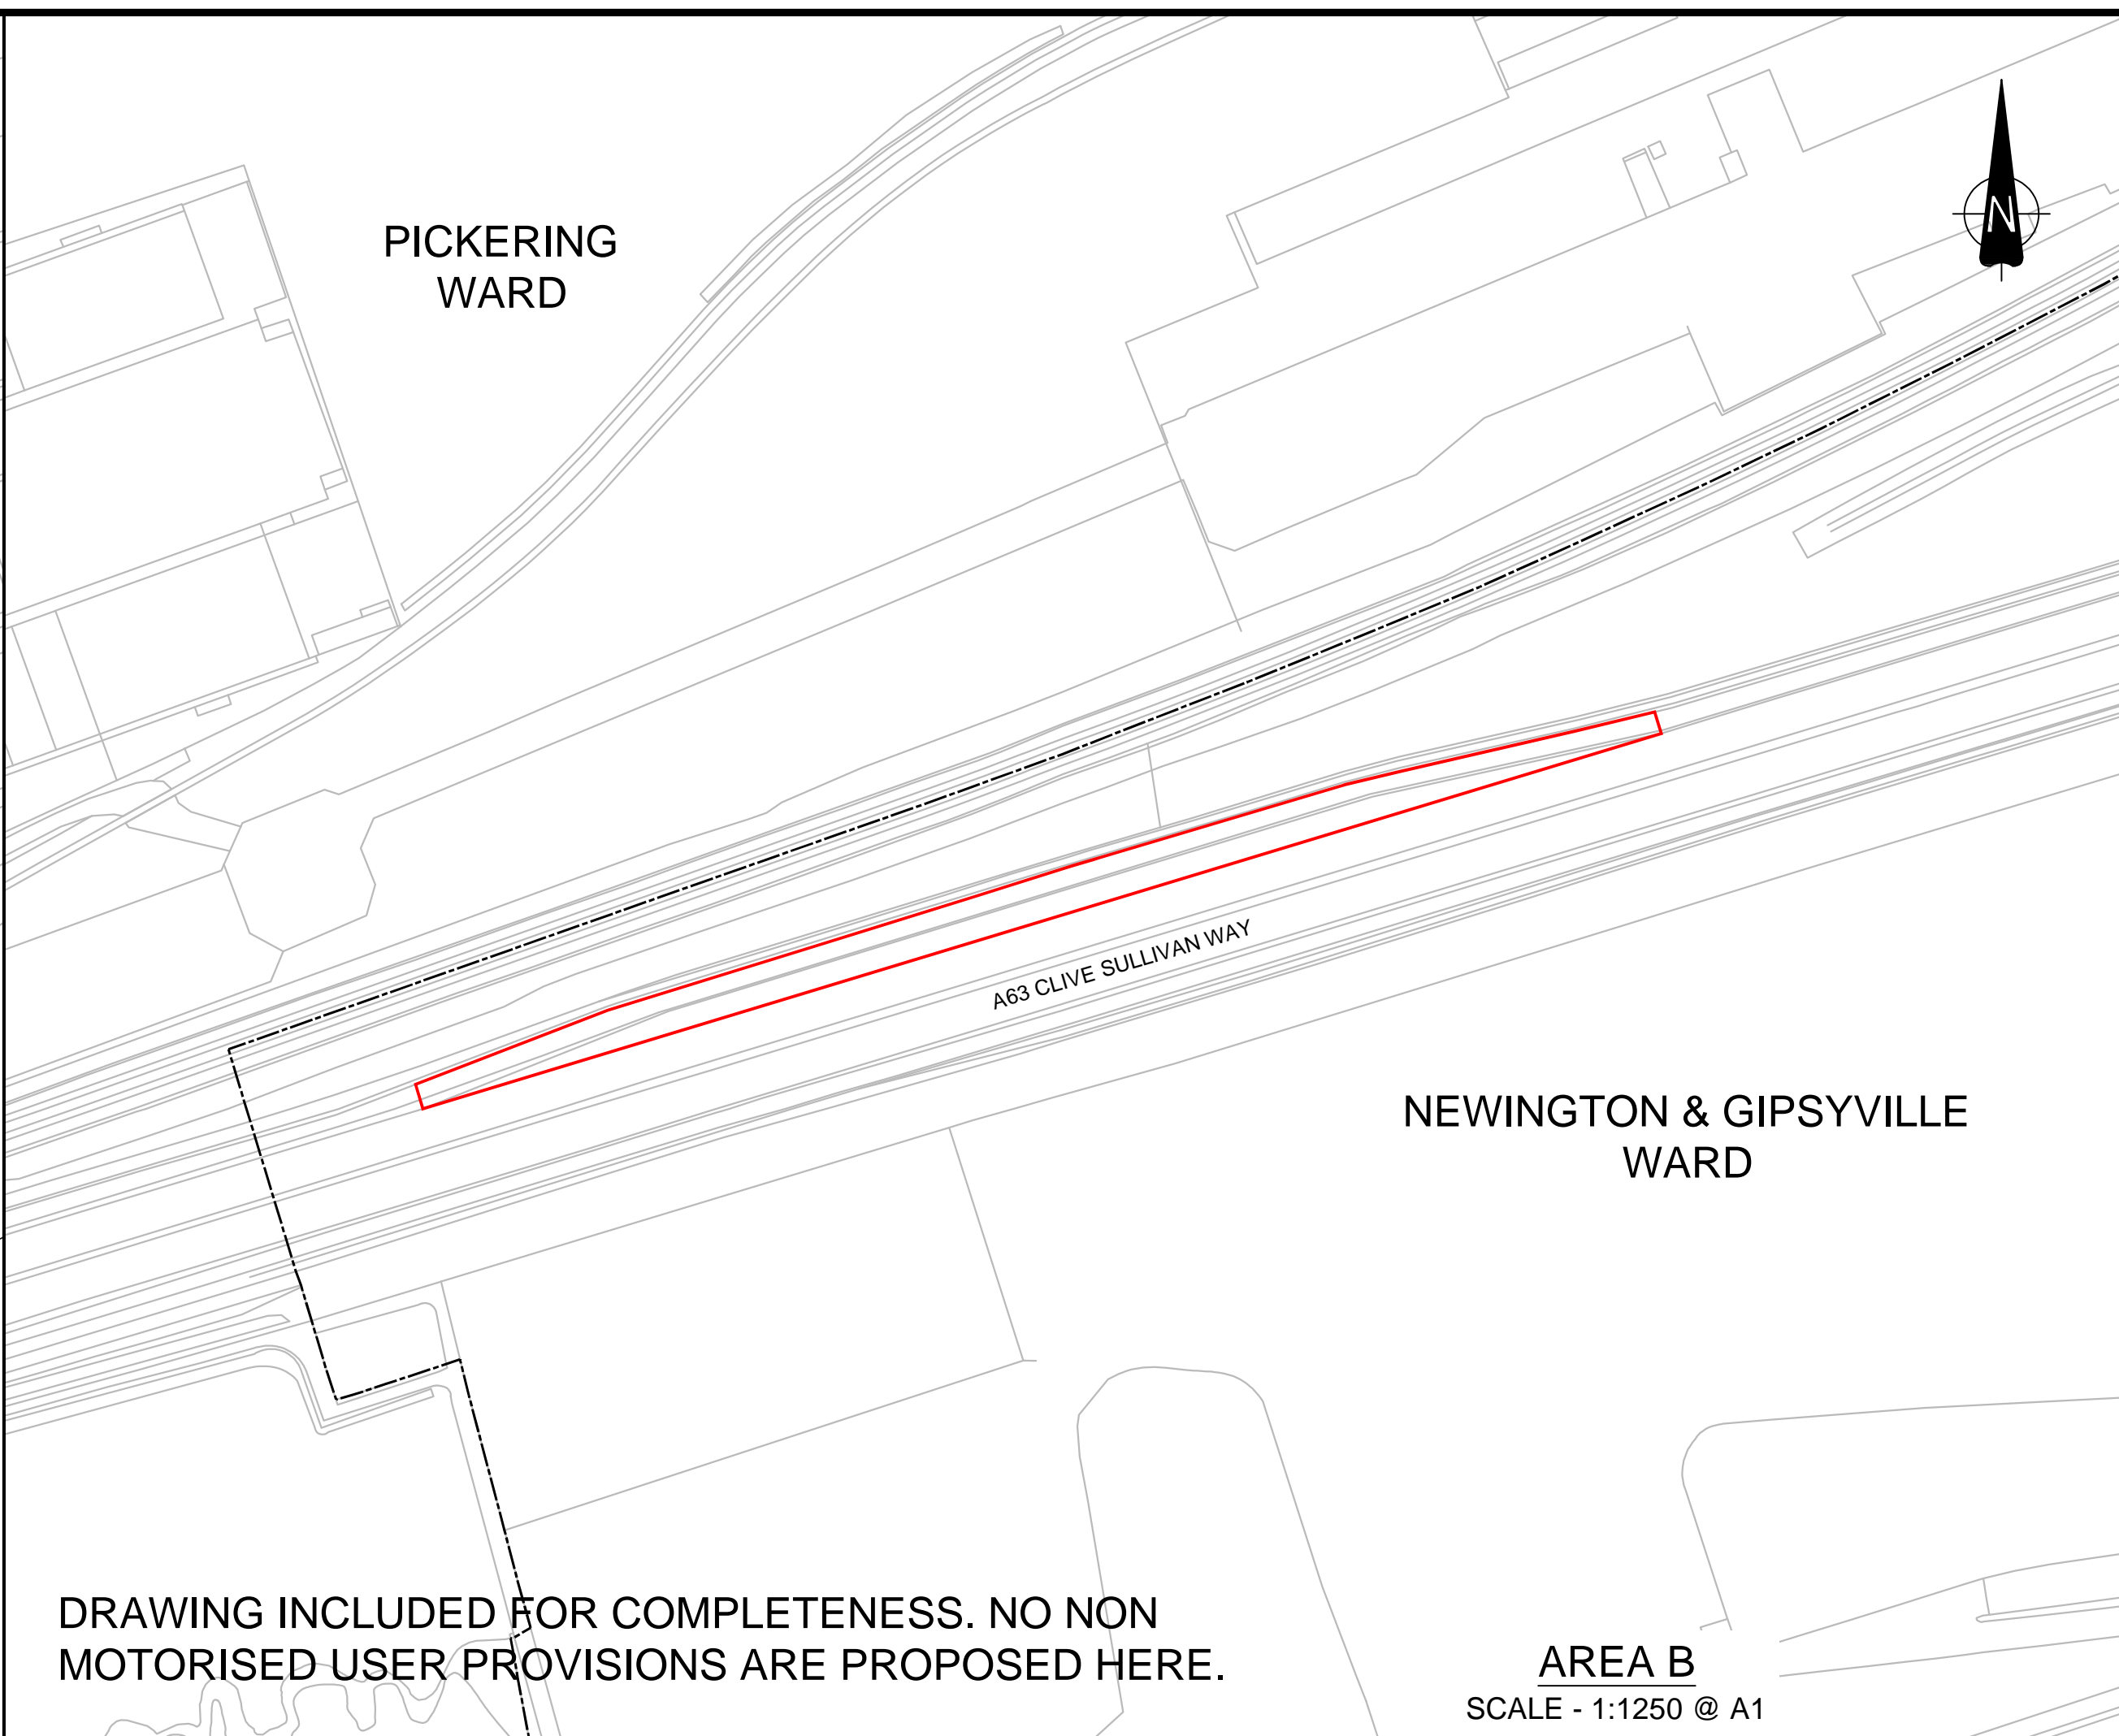 PICKERING
WARD
N
A63 CLIVE SULLIVAN WAY
NEWINGTON & GIPSYVILLE
WARD
DRAWING INCLUDED FOR COMPLETENESS. NO NON
MOTORISED USER PROVISIONS ARE PROPOSED HERE.
AREA B
SCALE - 1:1250 @ A1